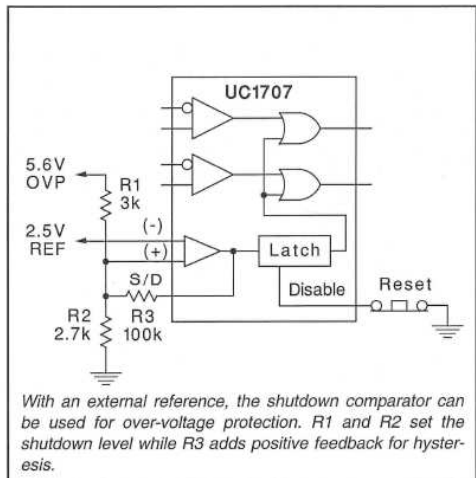 UC1707
5.6V
OVP
R1
3k
2.5V
REF
(-)
(+)
S/D
Latch
Disable
Reset
R2
2.7k
R3
100k
With an external reference, the shutdown comparator can
be used for over-voltage protection. R1 and R2 set the
shutdown level while R3 adds positive feedback for hyster-
esis.